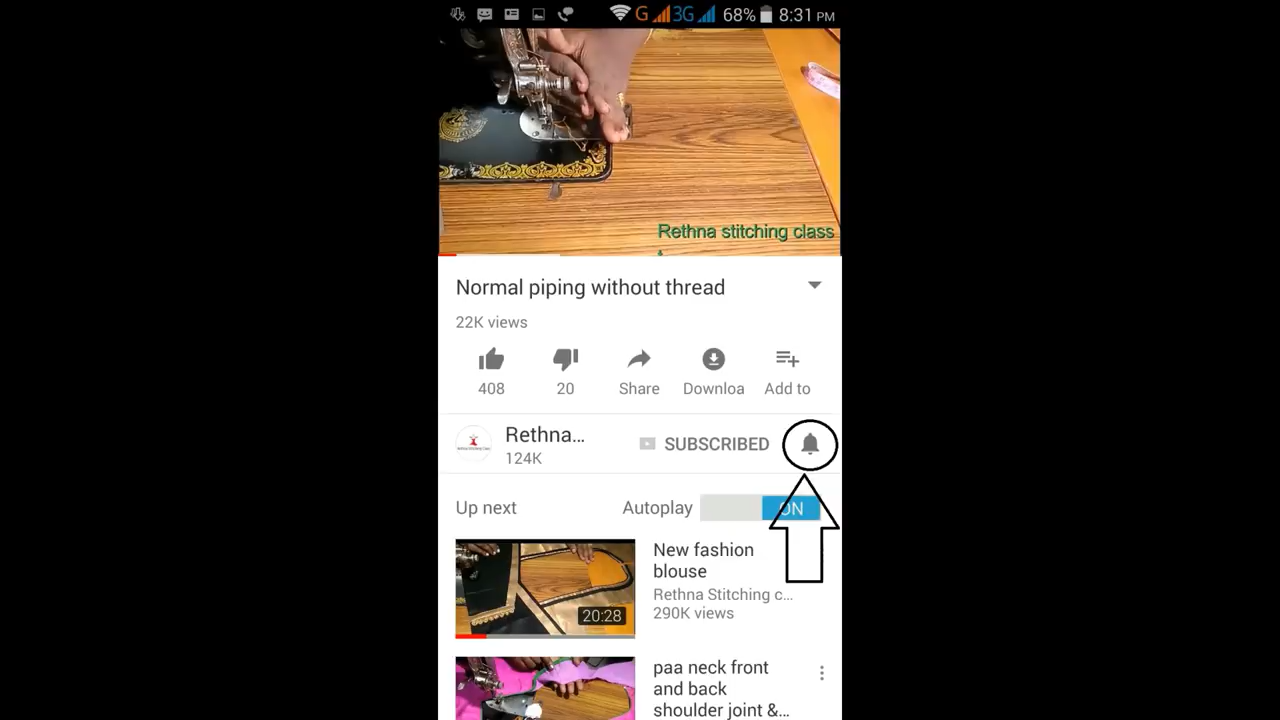 G 3G 68% 8:31 PM
Rethna stitching class
Normal piping without thread
22K views
408 20 Share Downloa Add to
Rethna… SUBSCRIBED
124K
Up next Autoplay ON
New fashion
blouse
Rethna Stitching c…
290K views
20:28
paa neck front
and back
shoulder joint &…